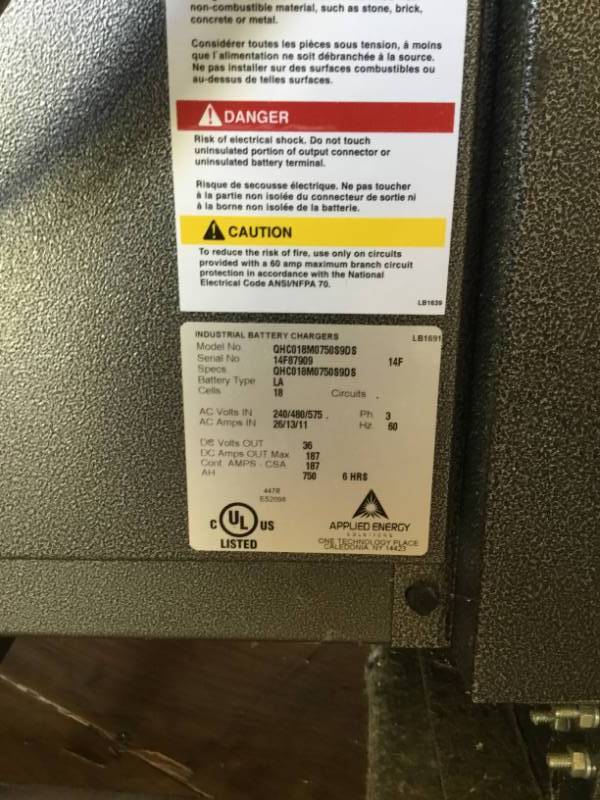 non-combustible material, such as stone, brick,
concrete or metal.
Considérer toutes les pièces sous tension, à moins
que l'alimentation ne soit débranchée à la source.
Ne pas installer sur des surfaces combustibles ou
au-dessus de telles surfaces.
DANGER
Risk of electrical shock. Do not touch
uninsulated portion of output connector or
uninsulated battery terminal.
Risque de secousse électrique. Ne pas toucher
à la partie non isolée du connecteur de sortie ni
à la borne non isolée de la batterie.
CAUTION
To reduce the risk of fire, use only on circuits
provided with a 60 amp maximum branch circuit
protection in accordance with the National
Electrical Code ANSI/NFPA 70.
LB1639
INDUSTRIAL BATTERY CHARGERS LB1691
Model No QHC018M0750S9DS
Serial No 14F87909 14F
Specs QHC018M0750S9DS
Battery Type LA
Cells 18 Circuits .
AC Volts IN 240/480/575 . Ph 3
AC Amps IN 26/13/11 Hz 60
DC Volts OUT 36
DC Amps OUT Max 187
Cont AMPS - CSA 187
AH 750 6 HRS
447B
E52098
C UL US
LISTED
APPLIED ENERGY
SOLUTIONS
ONE TECHNOLOGY PLACE
CALEDONIA, NY 14423